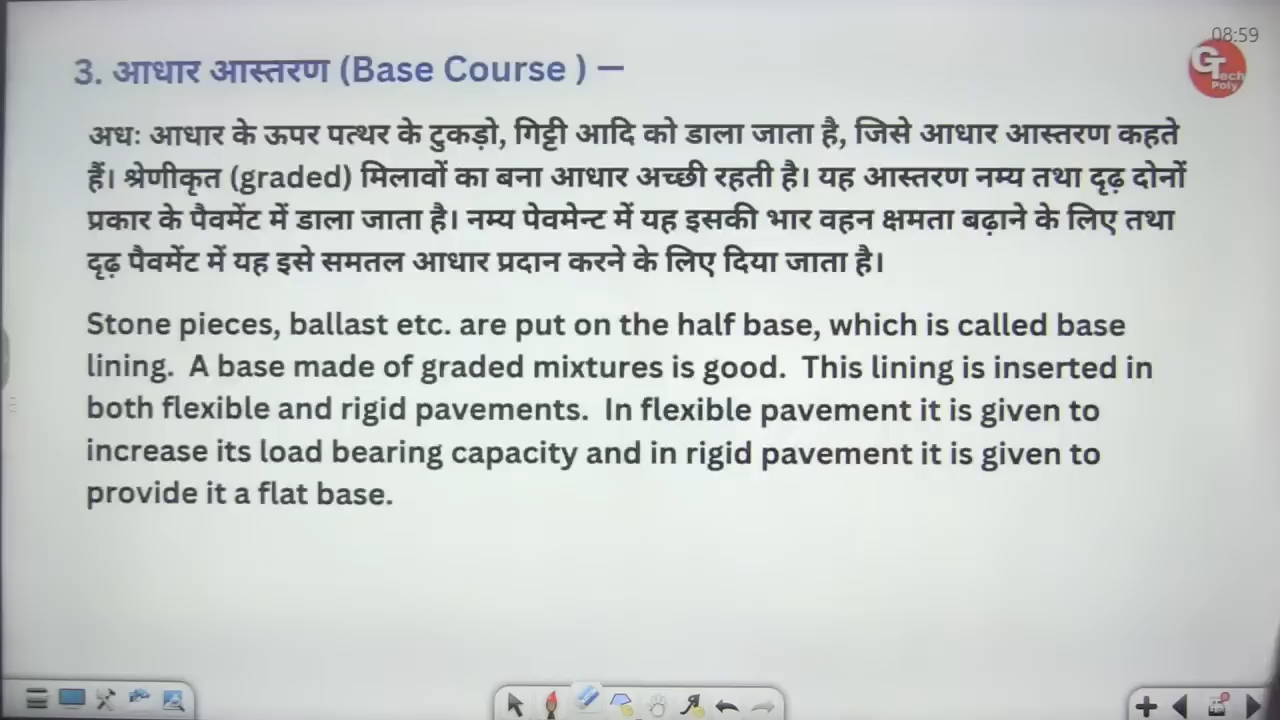 08:59
GTech Poly
3. आधार आस्तरण (Base Course ) —
अधः आधार के ऊपर पत्थर के टुकड़ो, गिट्टी आदि को डाला जाता है, जिसे आधार आस्तरण कहते
हैं। श्रेणीकृत (graded) मिलावों का बना आधार अच्छी रहती है। यह आस्तरण नम्य तथा दृढ़ दोनों
प्रकार के पैवमेंट में डाला जाता है। नम्य पेवमेन्ट में यह इसकी भार वहन क्षमता बढ़ाने के लिए तथा
दृढ़ पैवमेंट में यह इसे समतल आधार प्रदान करने के लिए दिया जाता है।
Stone pieces, ballast etc. are put on the half base, which is called base
lining.  A base made of graded mixtures is good.  This lining is inserted in
both flexible and rigid pavements.  In flexible pavement it is given to
increase its load bearing capacity and in rigid pavement it is given to
provide it a flat base.